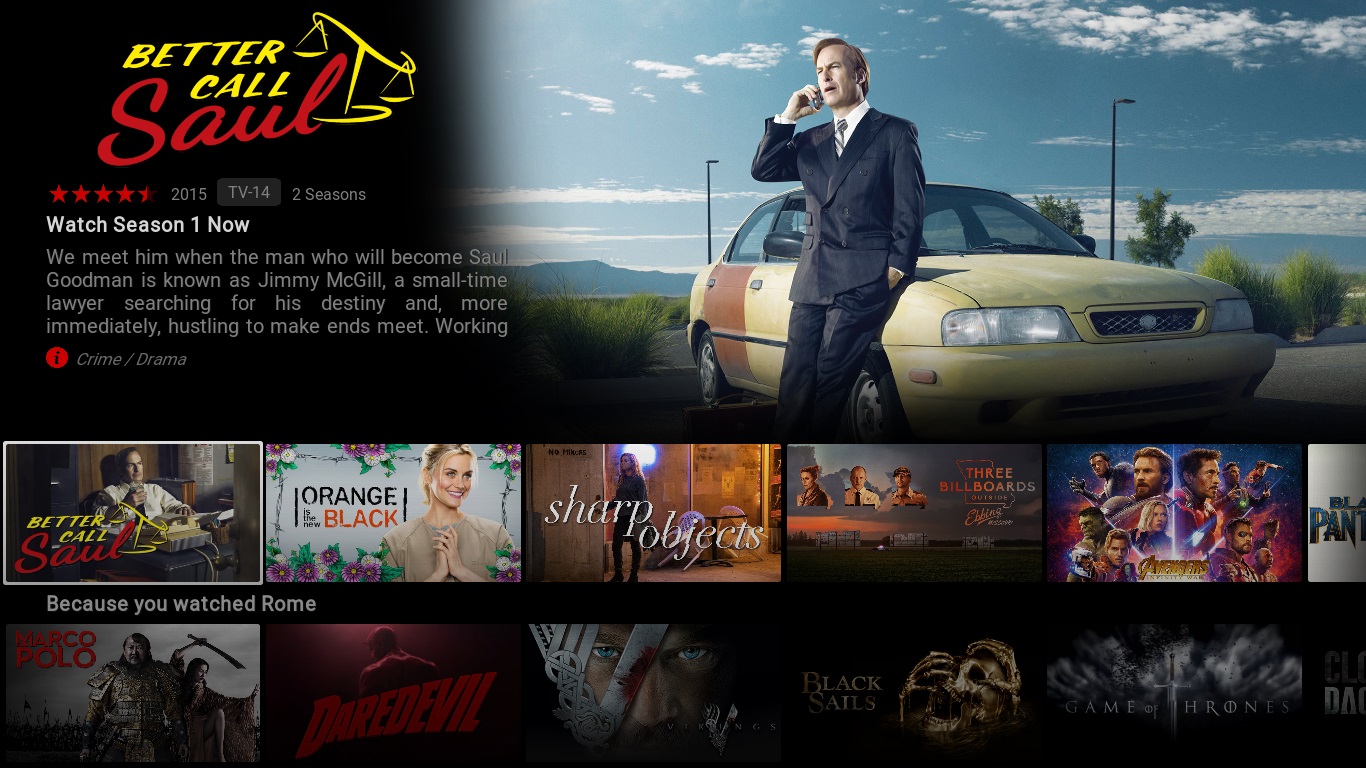 BETTER
CALL
Saul
2015 TV-14 2 Seasons
Watch Season 1 Now
We meet him when the man who will become Saul
Goodman is known as Jimmy McGill, a small-time
lawyer searching for his destiny and, more
immediately, hustling to make ends meet. Working
i Crime / Drama
BETTER
CALL
Saul
ORANGE
is the new BLACK
NO MINORS
sharp
objects
THREE
BILLBOARDS
OUTSIDE
Ebbing
MISSOURI
AVENGERS
INFINITY WAR
BLA
PANT
Because you watched Rome
MARCO
POLO
DAREDEVIL
VIKINGS
BLACK
SAILS
GAME OF THRONES
CLO
DAG